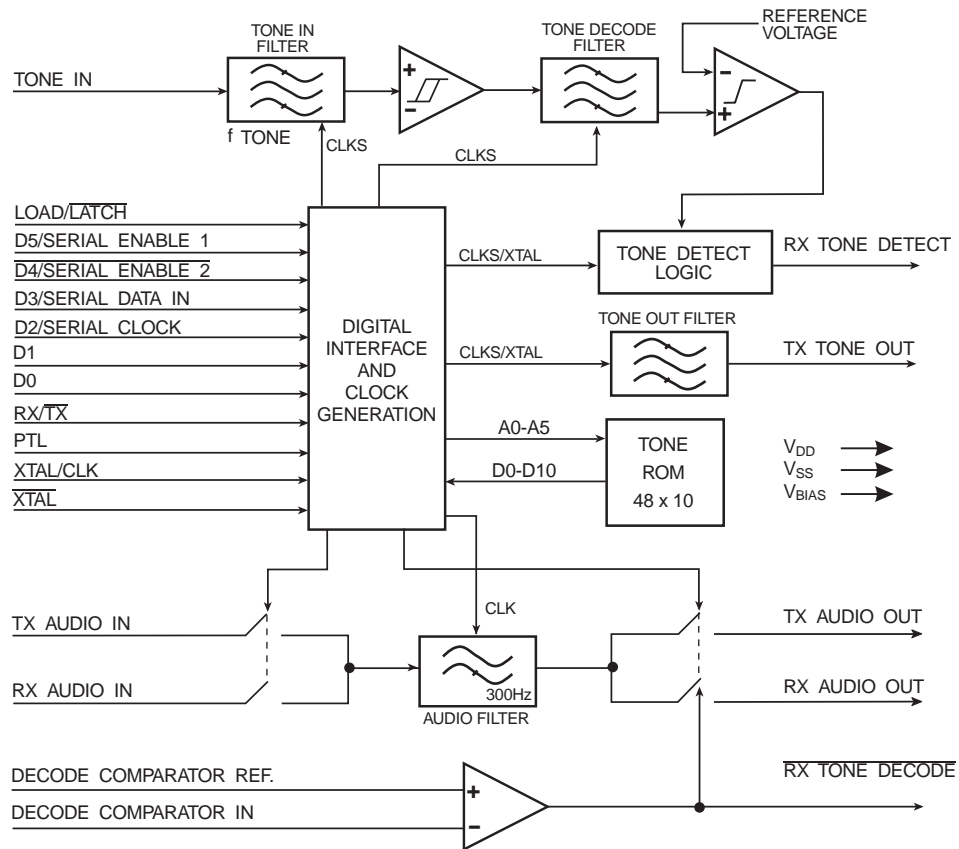 TONE IN
FILTER
TONE DECODE
FILTER
REFERENCE
VOLTAGE
TONE IN
+
-
-
+
f TONE
CLKS
CLKS
LOAD/LATCH
D5/SERIAL ENABLE 1
D4/SERIAL ENABLE 2
D3/SERIAL DATA IN
D2/SERIAL CLOCK
D1
D0
RX/TX
PTL
XTAL/CLK
XTAL
DIGITAL
INTERFACE
AND
CLOCK
GENERATION
CLKS/XTAL
TONE DETECT
LOGIC
RX TONE DETECT
TONE OUT FILTER
CLKS/XTAL
TX TONE OUT
A0-A5
D0-D10
TONE
ROM
48 x 10
VDD
VSS
VBIAS
TX AUDIO IN
CLK
TX AUDIO OUT
RX AUDIO IN
300Hz
AUDIO FILTER
RX AUDIO OUT
DECODE COMPARATOR REF.
DECODE COMPARATOR IN
+
-
RX TONE DECODE